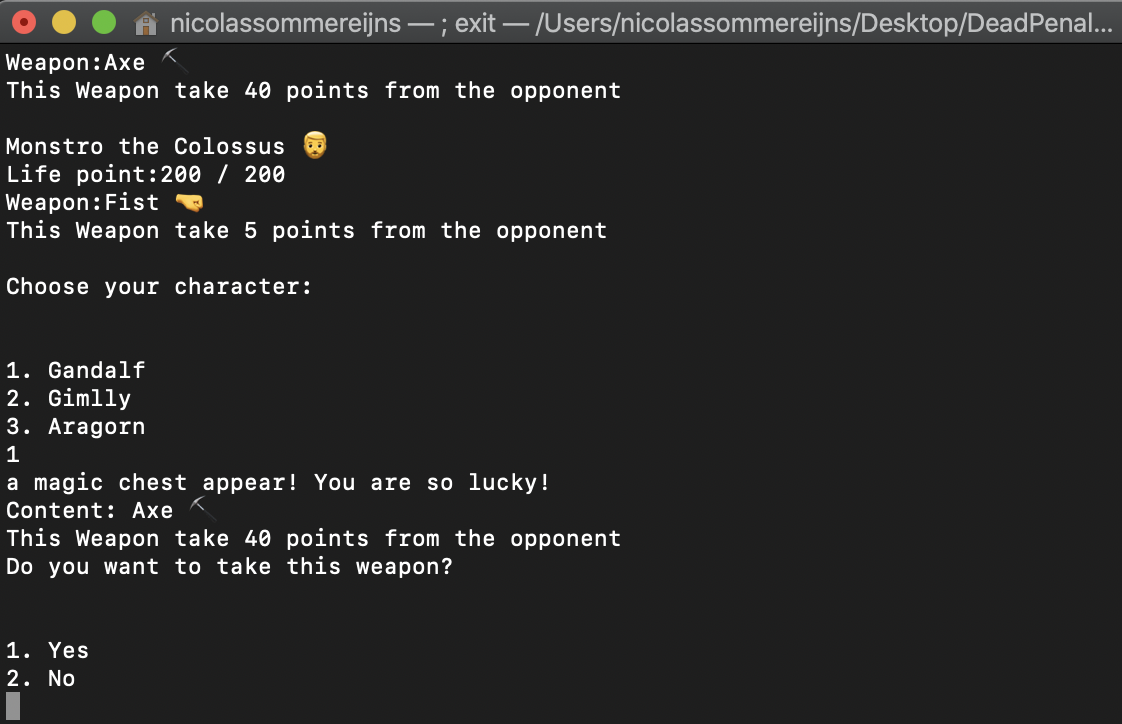 nicolassommereijns — ; exit — /Users/nicolassommereijns/Desktop/DeadPenal...
Weapon:Axe ⛏
This Weapon take 40 points from the opponent
Monstro the Colossus 👨
Life point:200 / 200
Weapon:Fist 🤜
This Weapon take 5 points from the opponent
Choose your character:
1. Gandalf
2. Gimlly
3. Aragorn
1
a magic chest appear! You are so lucky!
Content: Axe ⛏
This Weapon take 40 points from the opponent
Do you want to take this weapon?
1. Yes
2. No